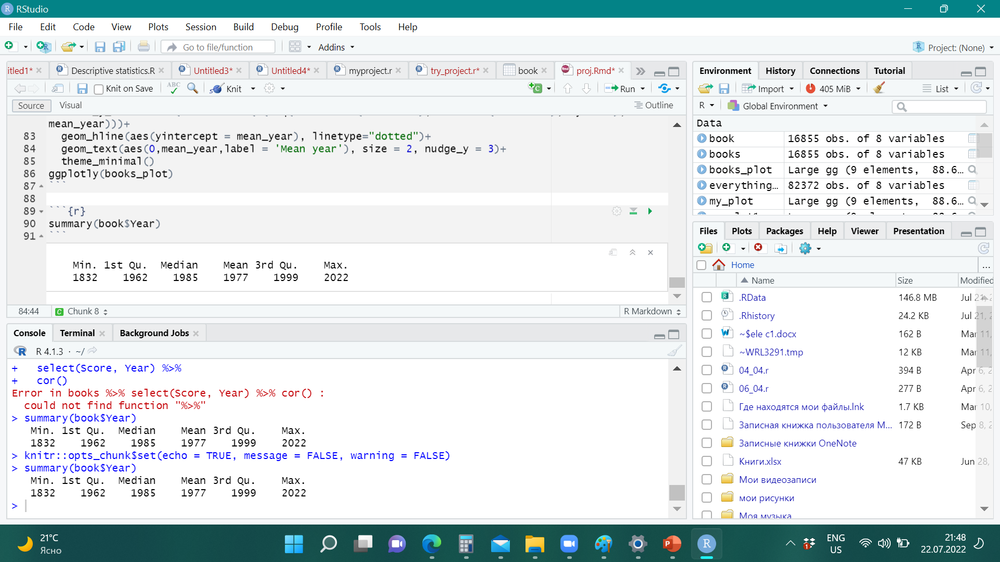 RStudio
File Edit Code View Plots Session Build Debug Profile Tools Help
Go to file/function Addins Project: (None)
itled1* Descriptive statistics.R Untitled3* Untitled4* myproject.r try_project.r* book proj.Rmd*
Knit on Save ABC Knit Run
Source Visual Outline
mean_year)))+
83 geom_hline(aes(yintercept = mean_year), linetype="dotted")+
84 geom_text(aes(0,mean_year,label = 'Mean year'), size = 2, nudge_y = 3)+
85 theme_minimal()
86 ggplotly(books_plot)
87 ```
88
89 ```{r}
90 summary(book$Year)
91 ```
Min. 1st Qu. Median Mean 3rd Qu. Max.
1832 1962 1985 1977 1999 2022
84:44 Chunk 8 R Markdown
Console Terminal Background Jobs
R 4.1.3 · ~/
+ select(Score, Year) %>%
+ cor()
Error in books %>% select(Score, Year) %>% cor() :
could not find function "%>%"
> summary(book$Year)
Min. 1st Qu. Median Mean 3rd Qu. Max.
1832 1962 1985 1977 1999 2022
> knitr::opts_chunk$set(echo = TRUE, message = FALSE, warning = FALSE)
> summary(book$Year)
Min. 1st Qu. Median Mean 3rd Qu. Max.
1832 1962 1985 1977 1999 2022
>
Environment History Connections Tutorial
Import 405 MiB List
R Global Environment
Data
book 16855 obs. of 8 variables
books 16855 obs. of 8 variables
books_plot Large gg (9 elements, 88.6…
everything… 82372 obs. of 8 variables
my_plot Large gg (9 elements, 88.6…
Files Plots Packages Help Viewer Presentation
Home ...
Name Size Modified
.RData 146.8 MB Jul 21, 2
.Rhistory 24.2 KB Jul 21, 2
~$ele c1.docx 162 B Mar 11,
~WRL3291.tmp 12 KB Mar 11,
04_04.r 394 B Apr 6, 2
06_04.r 277 B Apr 6, 2
Где находятся мои файлы.lnk 1.7 KB Mar 10,
Записная книжка пользователя M... 172 B Sep 8, 2
Записные книжки OneNote
Книги.xlsx 47 KB Jun 28,
Мои видеозаписи
мои рисунки
Моя музыка
21°C
Ясно
ENG
US
21:48
22.07.2022